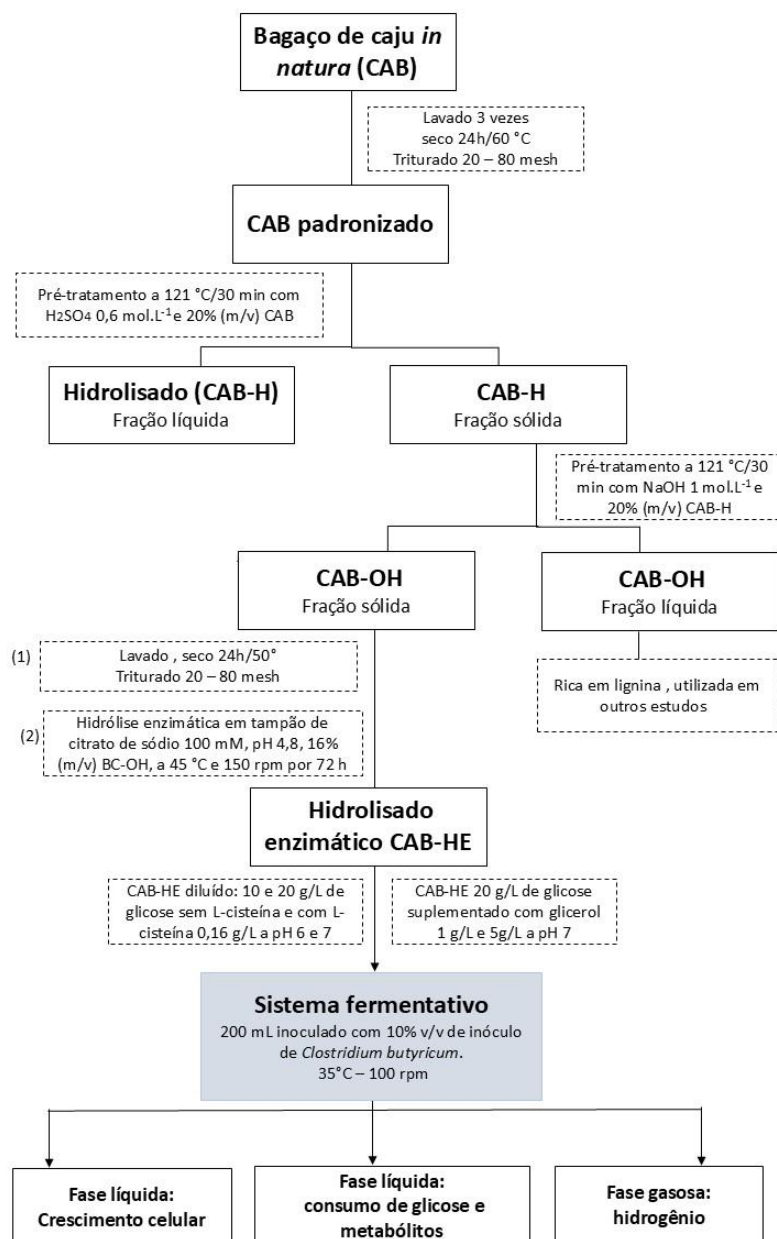 Bagaço de caju in
natura (CAB)
Lavado 3 vezes
seco 24h/60 °C
Triturado 20 – 80 mesh
CAB padronizado
Pré-tratamento a 121 °C/30 min com
H2SO4 0,6 mol.L-1 e 20% (m/v) CAB
Hidrolisado (CAB-H)
Fração líquida
CAB-H
Fração sólida
Pré-tratamento a 121 °C/30
min com NaOH 1 mol.L-1 e
20% (m/v) CAB-H
CAB-OH
Fração sólida
CAB-OH
Fração líquida
(1)
Lavado , seco 24h/50°
Triturado 20 – 80 mesh
Rica em lignina , utilizada em
outros estudos
(2)
Hidrólise enzimática em tampão de
citrato de sódio 100 mM, pH 4,8, 16%
(m/v) BC-OH, a 45 °C e 150 rpm por 72 h
Hidrolisado
enzimático CAB-HE
CAB-HE diluído: 10 e 20 g/L de
glicose sem L-cisteína e com L-
cisteína 0,16 g/L a pH 6 e 7
CAB-HE 20 g/L de glicose
suplementado com glicerol
1 g/L e 5g/L a pH 7
Sistema fermentativo
200 mL inoculado com 10% v/v de inóculo
de Clostridium butyricum.
35°C – 100 rpm
Fase líquida:
Crescimento celular
Fase líquida:
consumo de glicose e
metabólitos
Fase gasosa:
hidrogênio